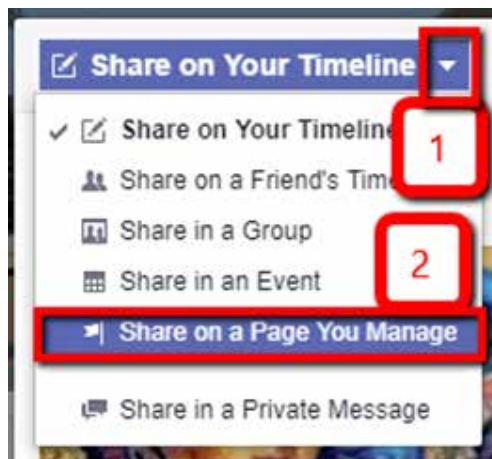 Share on Your Timeline
Share on Your Timeline
1
Share on a Friend's Tim
Share in a Group
2
Share in an Event
Share on a Page You Manage
Share in a Private Message